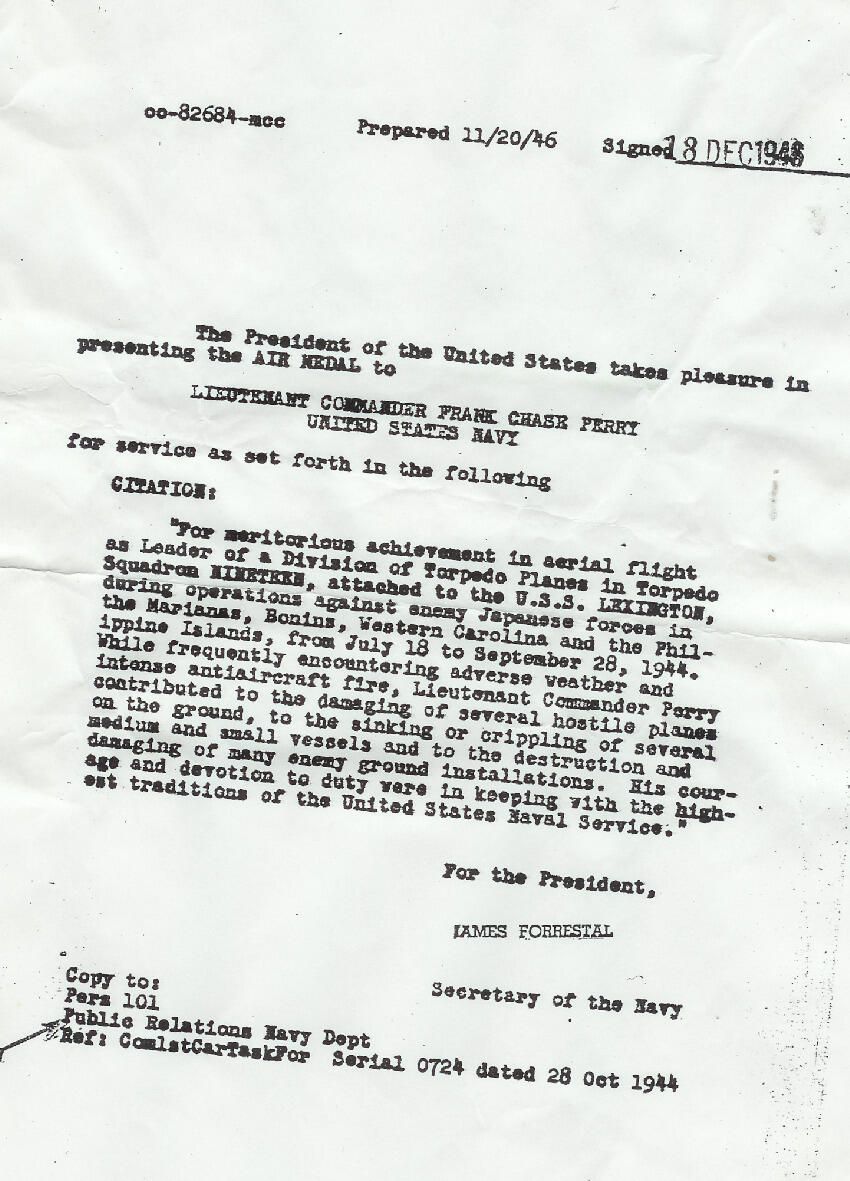 oo-82684-mcc Prepared 11/20/46 Signed 18 DEC 1946
The President of the United States takes pleasure in
presenting the AIR MEDAL to
LIEUTENANT COMMANDER FRANK CHASE PERRY
UNITED STATES NAVY
for service as set forth in the following
CITATION:
"For meritorious achievement in aerial flight
as Leader of a Division of Torpedo Planes in Torpedo
Squadron NINETEEN, attached to the U.S.S. LEXINGTON,
during operations against enemy Japanese forces in
the Marianas, Bonins, Western Carolina and the Phil-
ippine Islands, from July 18 to September 28, 1944.
While frequently encountering adverse weather and
intense antiaircraft fire, Lieutenant Commander Perry
contributed to the damaging of several hostile planes
on the ground, to the sinking or crippling of several
medium and small vessels and to the destruction and
damaging of many enemy ground installations. His cour-
age and devotion to duty were in keeping with the high-
est traditions of the United States Naval Service."
For the President,
JAMES FORRESTAL
Secretary of the Navy
Copy to:
Pers 101
Public Relations Navy Dept
Ref: Com1stCarTaskFor Serial 0724 dated 28 Oct 1944